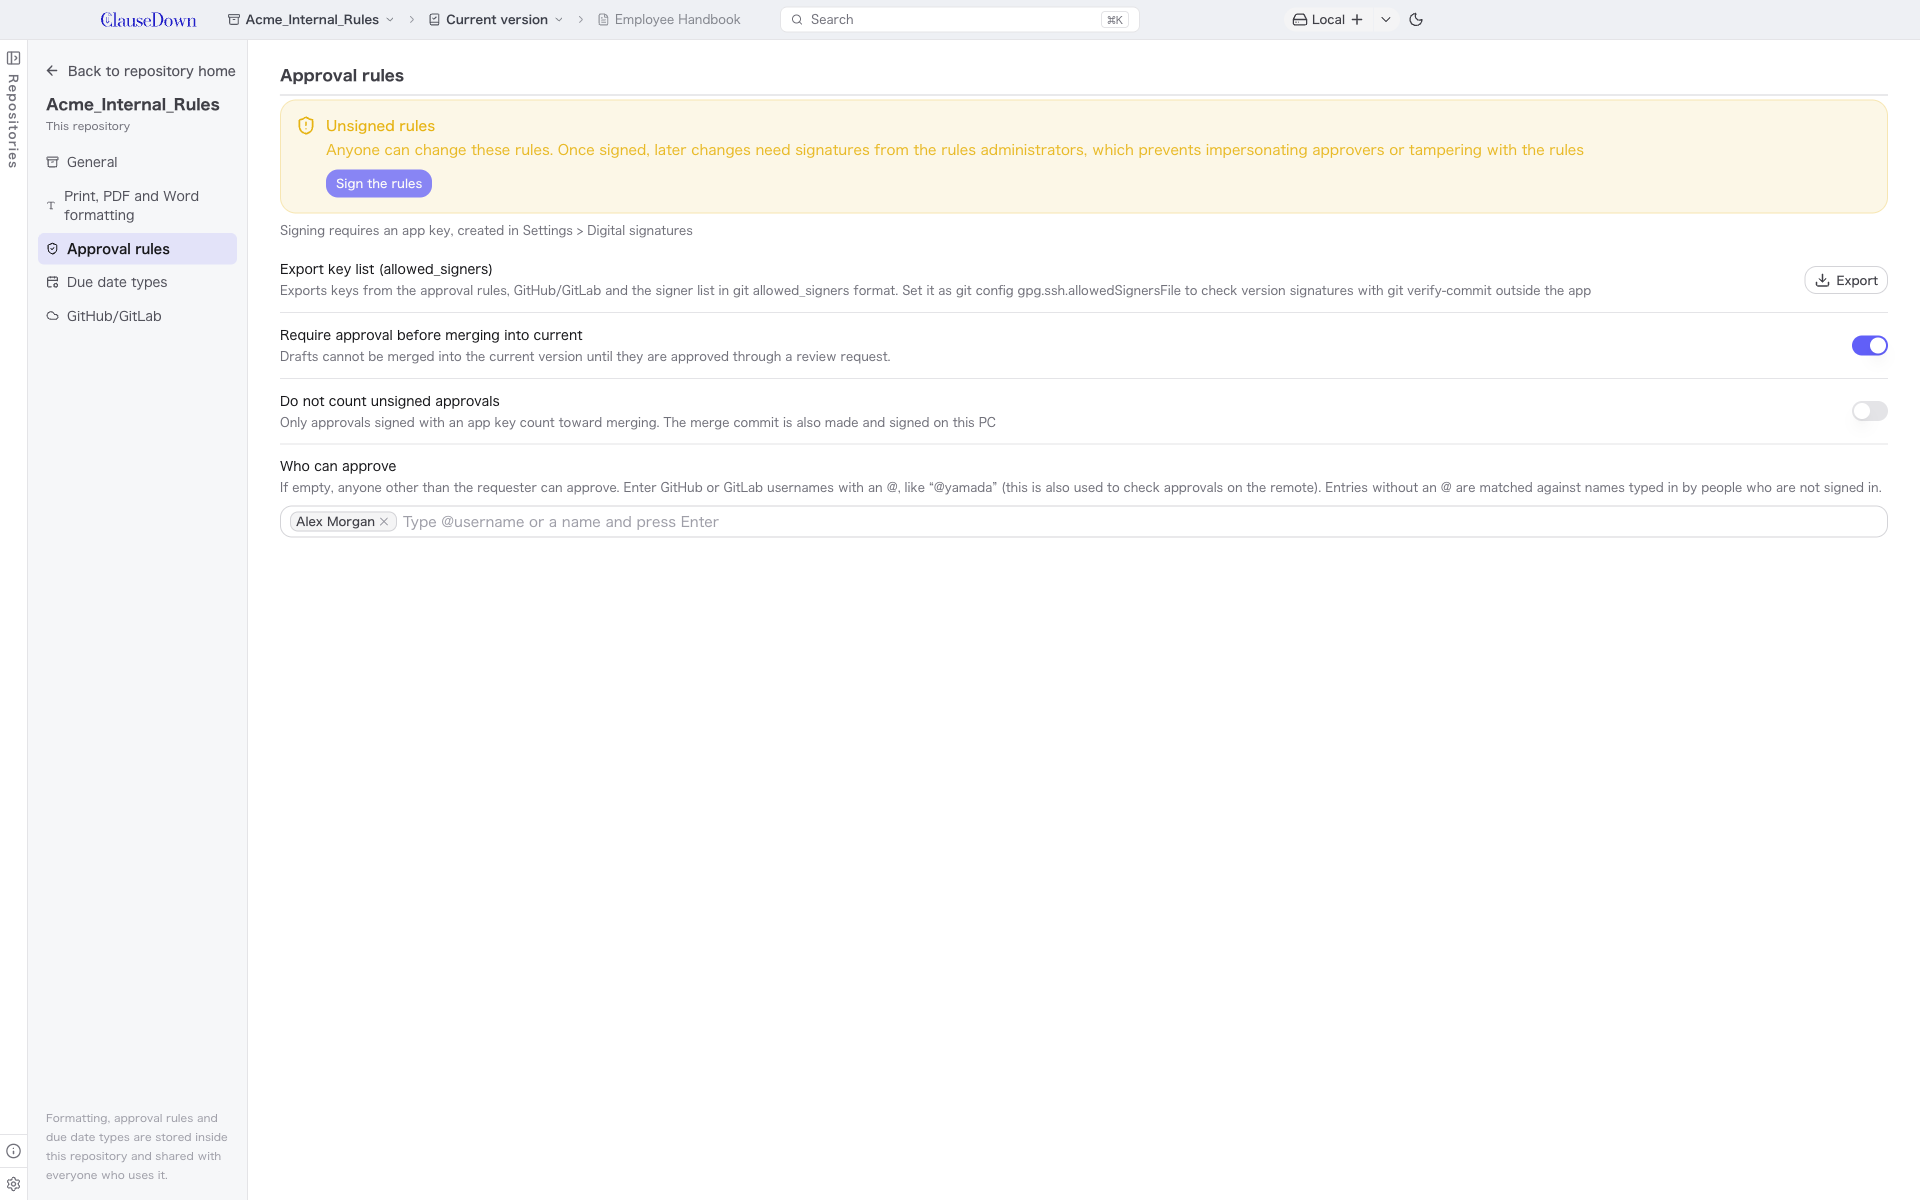 ClauseDown
Acme_Internal_Rules
Current version
Employee Handbook
Search
⌘K
Local
Repositories
Back to repository home
Acme_Internal_Rules
This repository
General
Print, PDF and Word
formatting
Approval rules
Due date types
GitHub/GitLab
Formatting, approval rules and
due date types are stored inside
this repository and shared with
everyone who uses it.
Approval rules
Unsigned rules
Anyone can change these rules. Once signed, later changes need signatures from the rules administrators, which prevents impersonating approvers or tampering with the rules
Sign the rules
Signing requires an app key, created in Settings > Digital signatures
Export key list (allowed_signers)
Exports keys from the approval rules, GitHub/GitLab and the signer list in git allowed_signers format. Set it as git config gpg.ssh.allowedSignersFile to check version signatures with git verify-commit outside the app
Export
Require approval before merging into current
Drafts cannot be merged into the current version until they are approved through a review request.
Do not count unsigned approvals
Only approvals signed with an app key count toward merging. The merge commit is also made and signed on this PC
Who can approve
If empty, anyone other than the requester can approve. Enter GitHub or GitLab usernames with an @, like “@yamada” (this is also used to check approvals on the remote). Entries without an @ are matched against names typed in by people who are not signed in.
Alex Morgan
Type @username or a name and press Enter